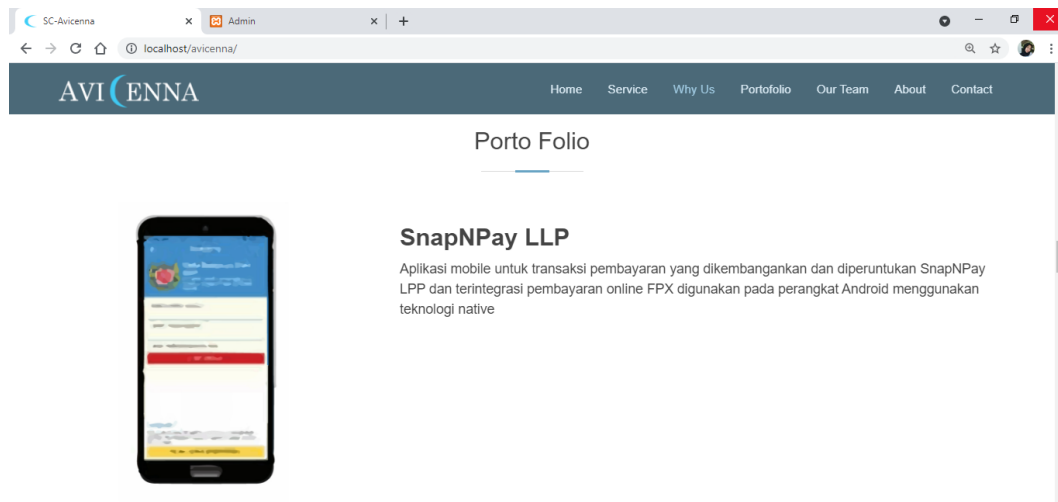 SC-Avicenna
Admin
localhost/avicenna/
AVICENNA
Home Service Why Us Portofolio Our Team About Contact
Porto Folio
SnapNPay LLP
Aplikasi mobile untuk transaksi pembayaran yang dikembangankan dan diperuntukan SnapNPay
LPP dan terintegrasi pembayaran online FPX digunakan pada perangkat Android menggunakan
teknologi native